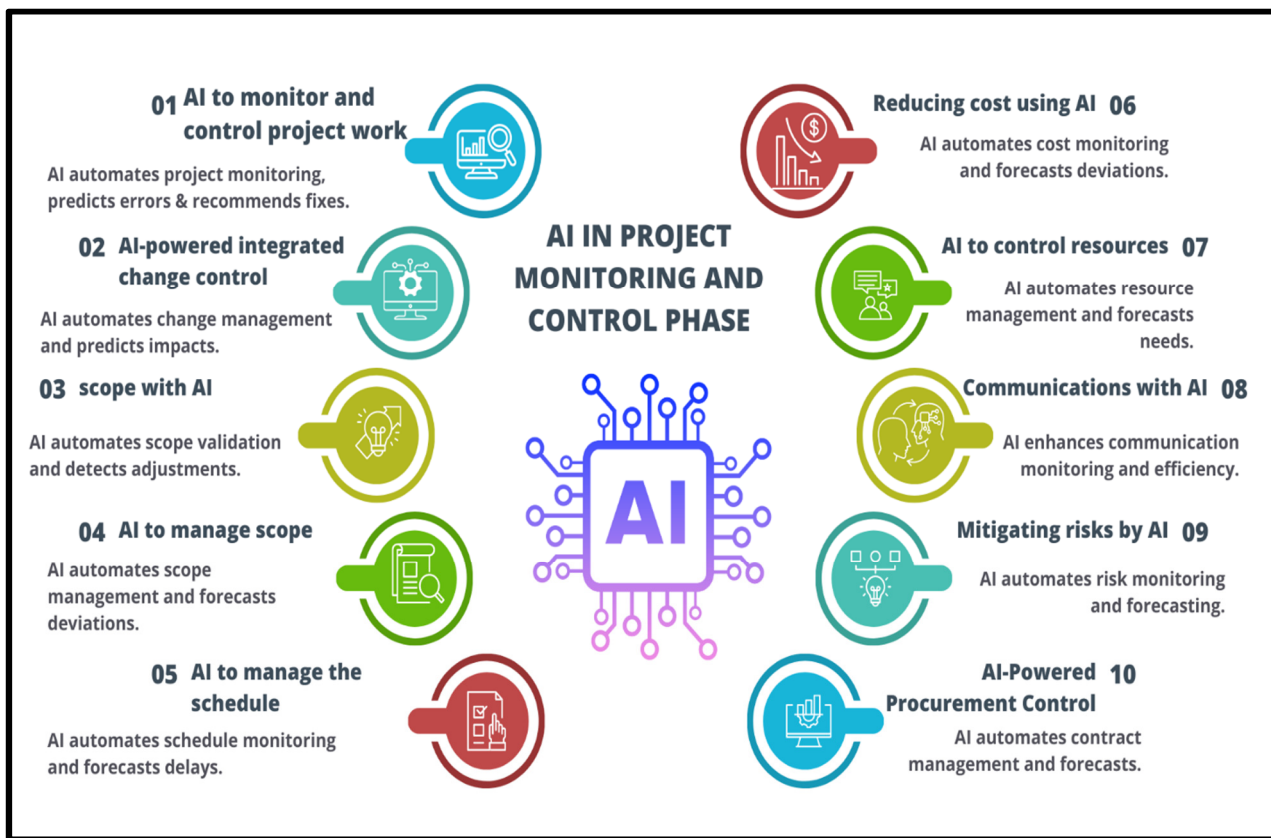 01 AI to monitor and
control project work
AI automates project monitoring,
predicts errors & recommends fixes.
02 AI-powered integrated
change control
AI automates change management
and predicts impacts.
03 scope with AI
AI automates scope validation
and detects adjustments.
04 AI to manage scope
AI automates scope
management and forecasts
deviations.
05 AI to manage the
schedule
AI automates schedule monitoring
and forecasts delays.
AI IN PROJECT
MONITORING AND
CONTROL PHASE
AI
Reducing cost using AI 06
AI automates cost monitoring
and forecasts deviations.
AI to control resources 07
AI automates resource
management and forecasts
needs.
Communications with AI 08
AI enhances communication
monitoring and efficiency.
Mitigating risks by AI 09
AI automates risk monitoring
and forecasting.
AI-Powered 10
Procurement Control
AI automates contract
management and forecasts.